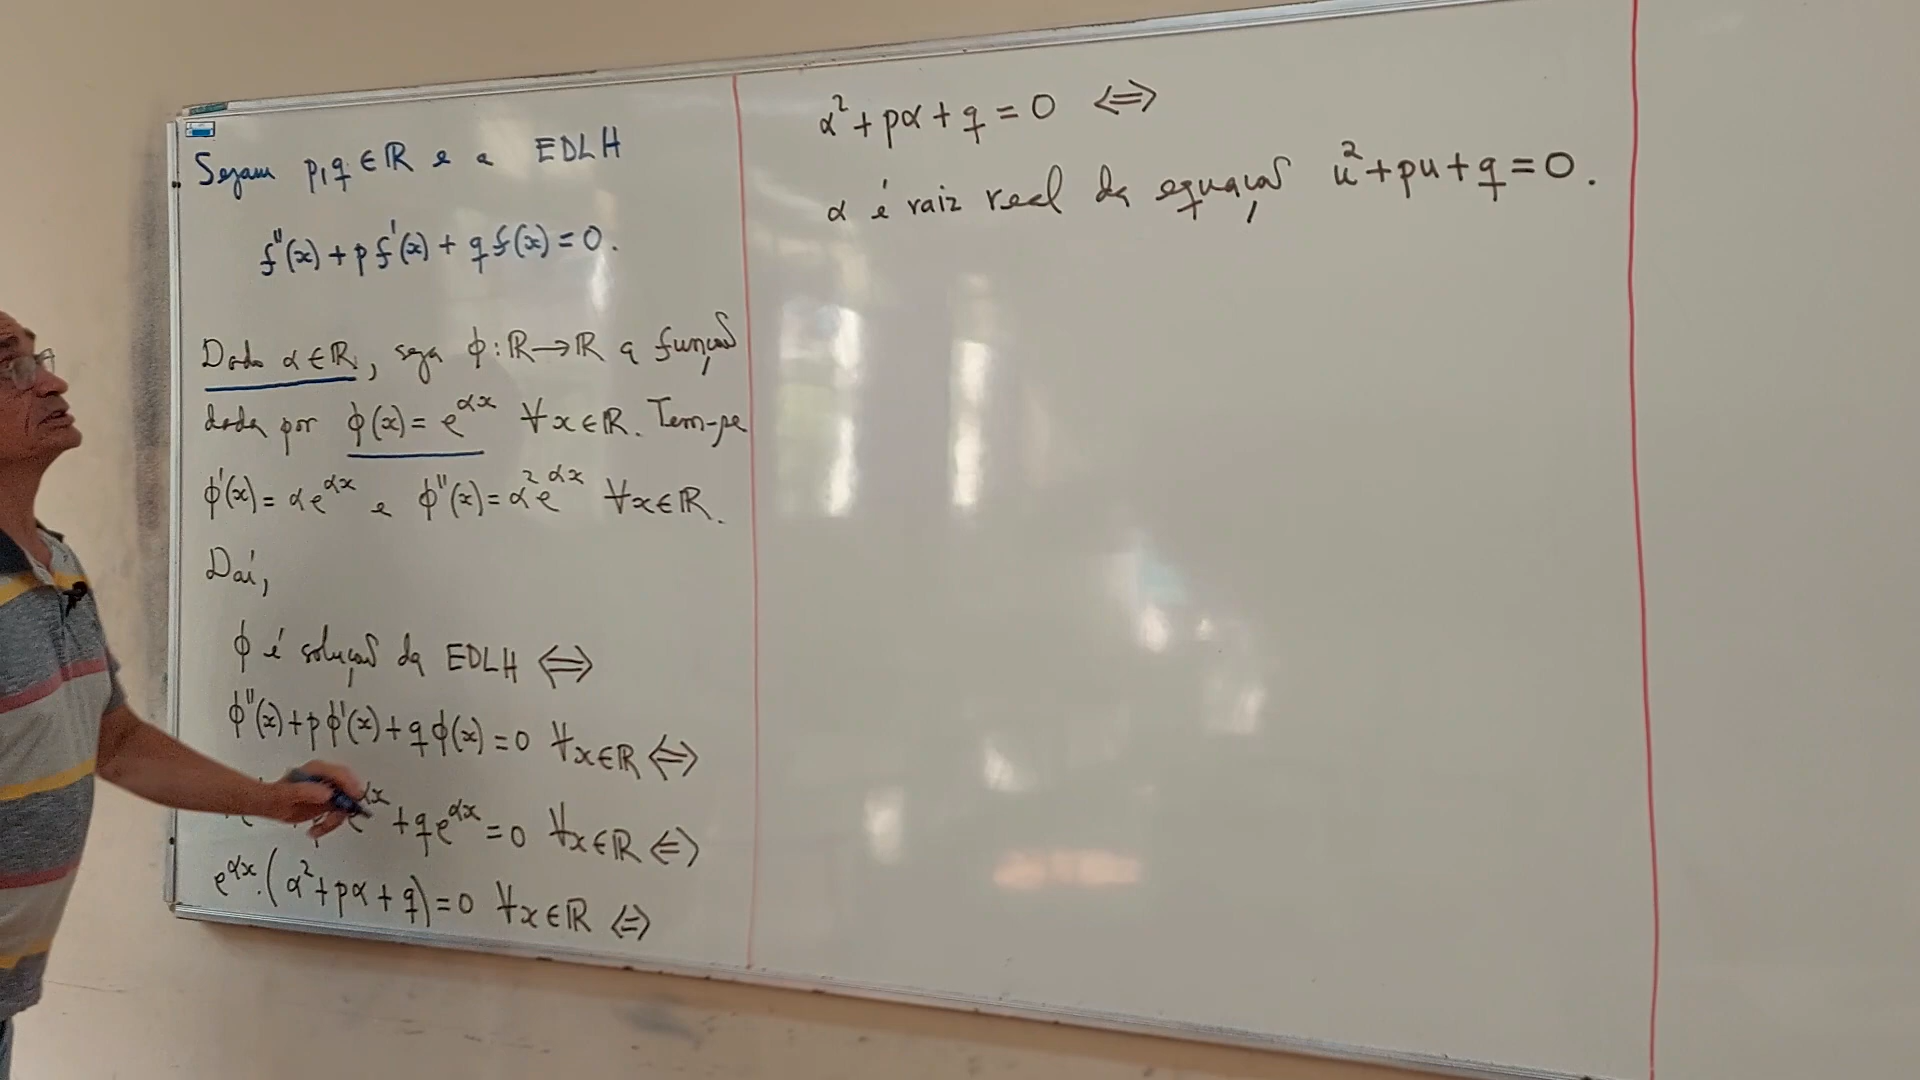 Sejam p,q ∈ ℝ e a EDLH
f''(x) + p f'(x) + q f(x) = 0.
Dado α ∈ ℝ, seja ϕ: ℝ → ℝ a função
dada por ϕ(x) = e^{αx} ∀x ∈ ℝ. Tem-se
ϕ'(x) = αe^{αx} e ϕ''(x) = α²e^{αx} ∀x ∈ ℝ.
Daí,
ϕ é solução da EDLH ⟺
ϕ''(x) + pϕ'(x) + qϕ(x) = 0 ∀x ∈ ℝ ⟺
e^{αx} + qe^{αx} = 0 ∀x ∈ ℝ ⟺
e^{αx}.(α² + pα + q) = 0 ∀x ∈ ℝ ⟺
α² + pα + q = 0 ⟺
α é raiz real da equação u² + pu + q = 0.